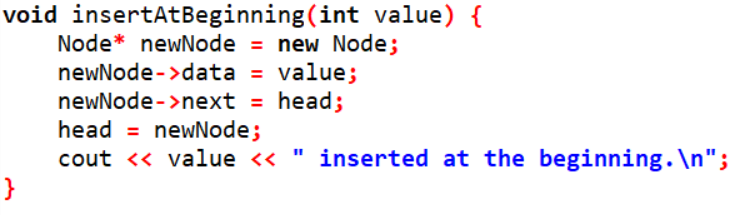 void insertAtBeginning(int value) {
    Node* newNode = new Node;
    newNode->data = value;
    newNode->next = head;
    head = newNode;
    cout << value << " inserted at the beginning.\n";
}